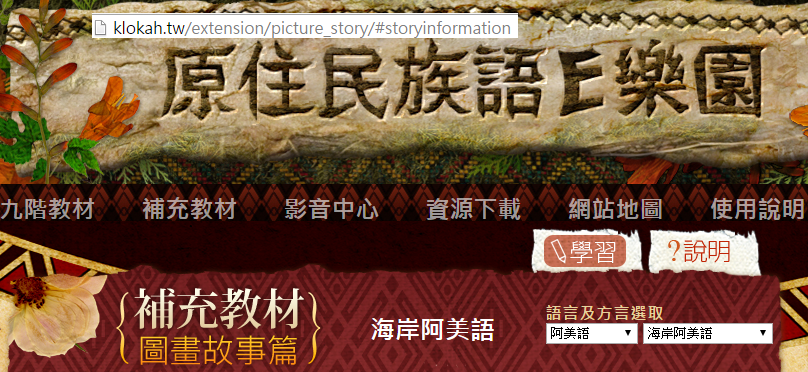 klokah.tw/extension/picture_story/#storyinformation
原住民族語E樂園
九階教材 補充教材 影音中心 資源下載 網站地圖 使用說明
學習 ?說明
{補充教材}
圖畫故事篇
海岸阿美語
語言及方言選取
阿美語 海岸阿美語